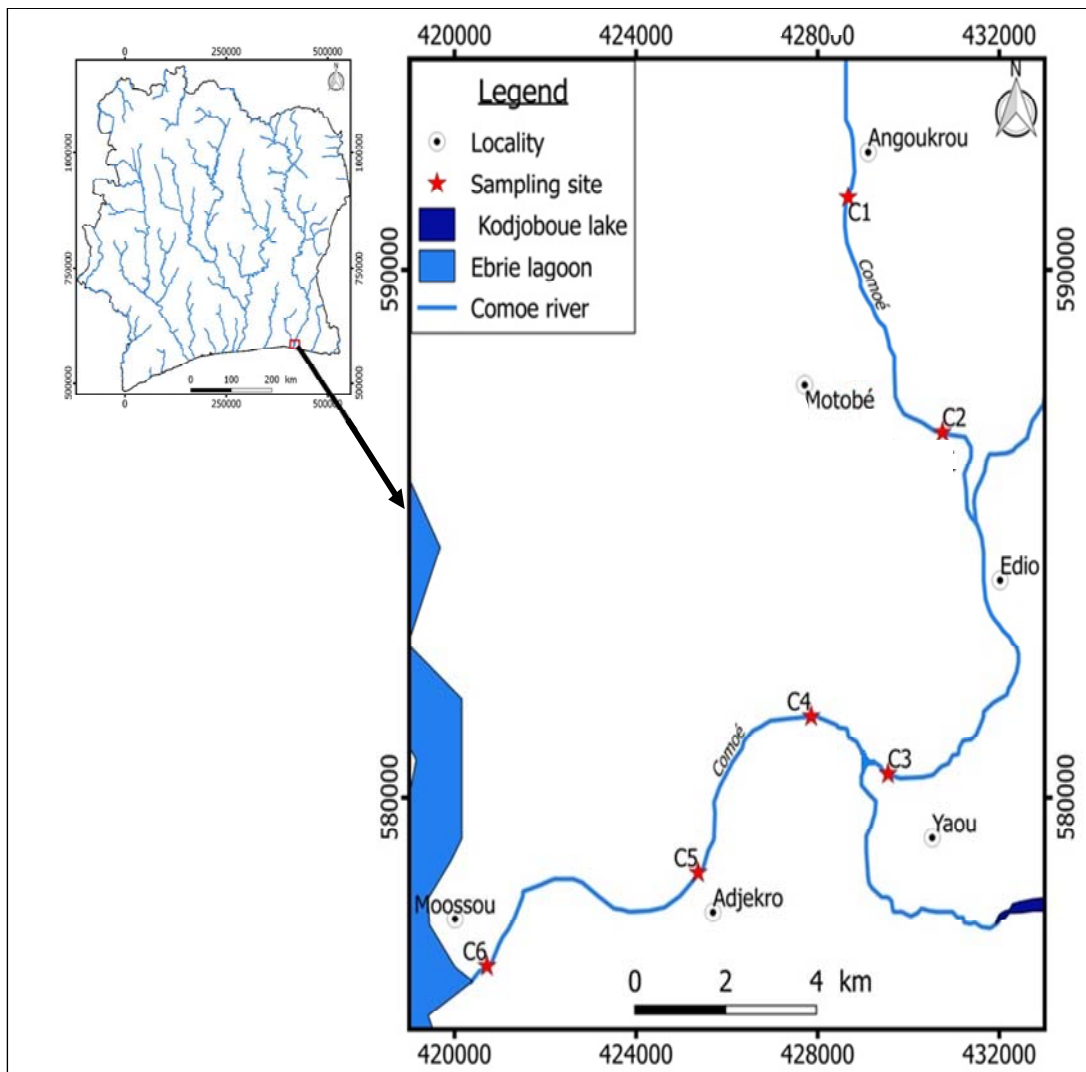 0 250000 500000
N
1000000 1000000
750000 750000
500000 500000
0 100 200 km
0 250000 500000
420000 424000 428000 432000
N
Legend
Locality
Sampling site
Kodjoboue lake
Ebrie lagoon
Comoe river
Angoukrou
C1
590000 590000
Comoé
Motobé
C2
Edio
C4
Comoé
C3
580000 580000
Yaou
C5
Adjekro
Moossou
C6
0 2 4 km
420000 424000 428000 432000